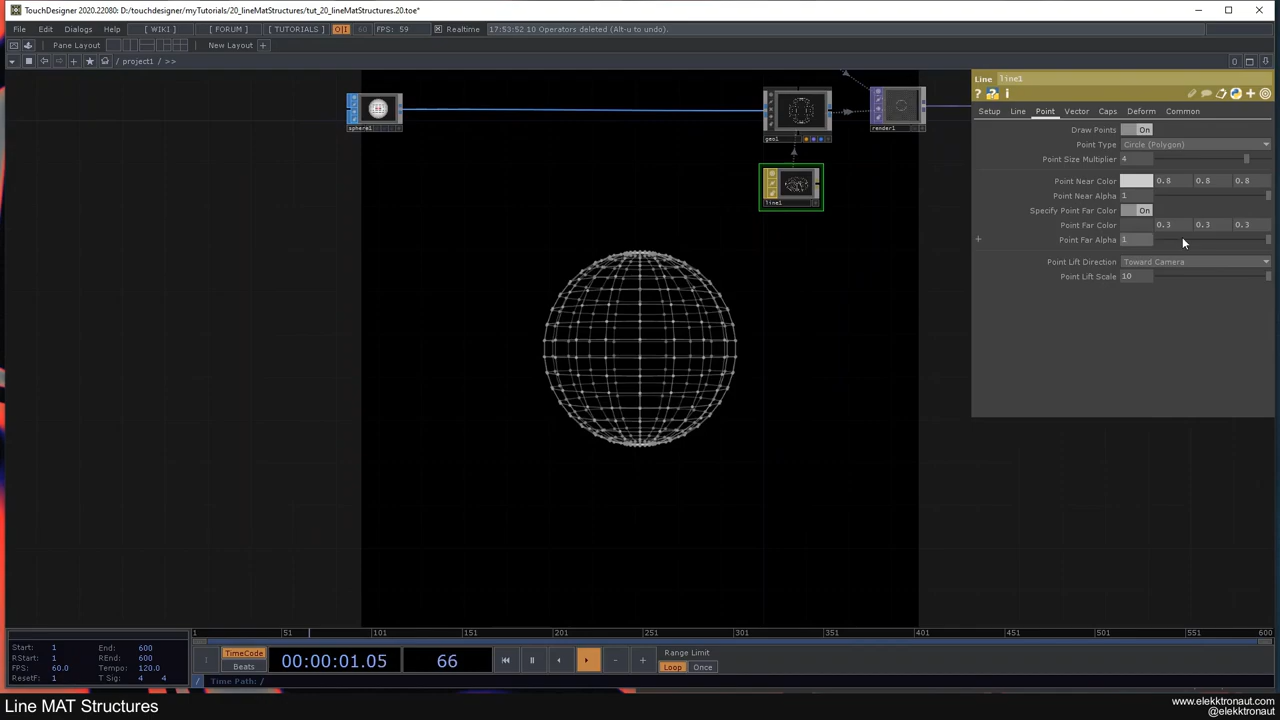 TouchDesigner 2020.22080: D:/touchdesigner/myTutorials/20_lineMatStructures/tut_20_lineMatStructures.20.toe*
File Edit Dialogs Help [ WIKI ] [ FORUM ] [ TUTORIALS ] OII 60 FPS: 59 Realtime 17:53:52 10 Operators deleted (Alt-u to undo).
Pane Layout New Layout +
/ project1 / >>
sphere1
geo1
render1
line1
Line line1
Setup Line Point Vector Caps Deform Common
Draw Points On
Point Type Circle (Polygon)
Point Size Multiplier 4
Point Near Color 0.8 0.8 0.8
Point Near Alpha 1
Specify Point Far Color On
Point Far Color 0.3 0.3 0.3
Point Far Alpha 1
Point Lift Direction Toward Camera
Point Lift Scale 10
1 51 101 151 201 251 301 351 401 451 501 551 600
Start: 1 End: 600
RStart: 1 REnd: 600
FPS: 60.0 Tempo: 120.0
ResetF: 1 T Sig: 4 4
TimeCode
Beats
00:00:01.05
66
Range Limit
Loop Once
/ Time Path: /
Line MAT Structures
www.elekktronaut.com
@elekktronaut